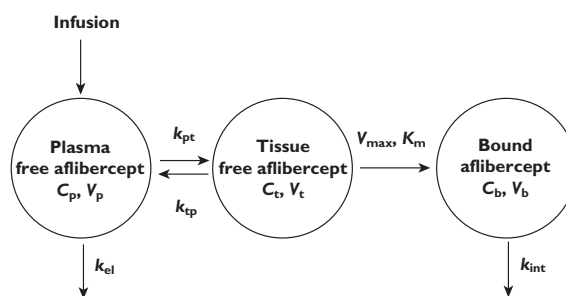 Infusion
Plasma
free aflibercept
Cp, Vp
kel
kpt
ktp
Tissue
free aflibercept
Ct, Vt
Vmax, Km
Bound
aflibercept
Cb, Vb
kint